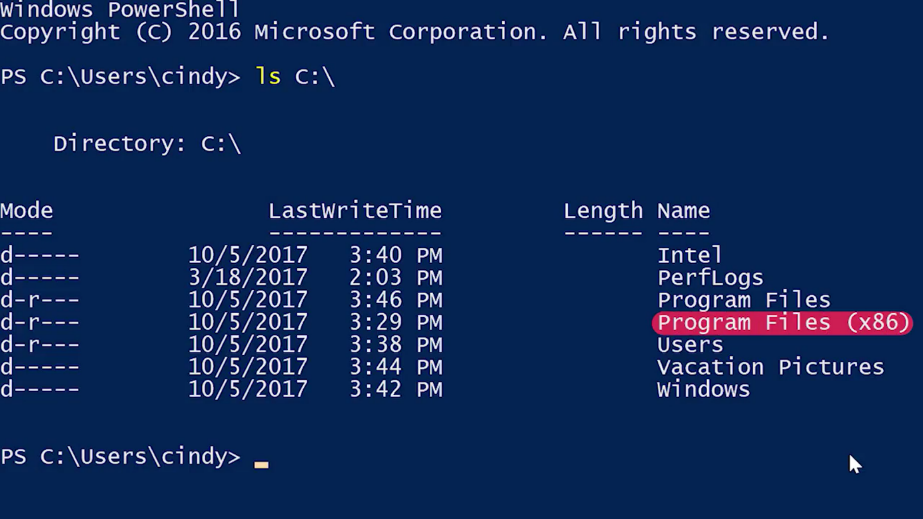 Windows PowerShell
Copyright (C) 2016 Microsoft Corporation. All rights reserved.
PS C:\Users\cindy> ls C:\
Directory: C:\
Mode LastWriteTime Length Name
---- ------------- ------ ----
d----- 10/5/2017 3:40 PM Intel
d----- 3/18/2017 2:03 PM PerfLogs
d-r--- 10/5/2017 3:46 PM Program Files
d-r--- 10/5/2017 3:29 PM Program Files (x86)
d-r--- 10/5/2017 3:38 PM Users
d----- 10/5/2017 3:44 PM Vacation Pictures
d----- 10/5/2017 3:42 PM Windows
PS C:\Users\cindy> _